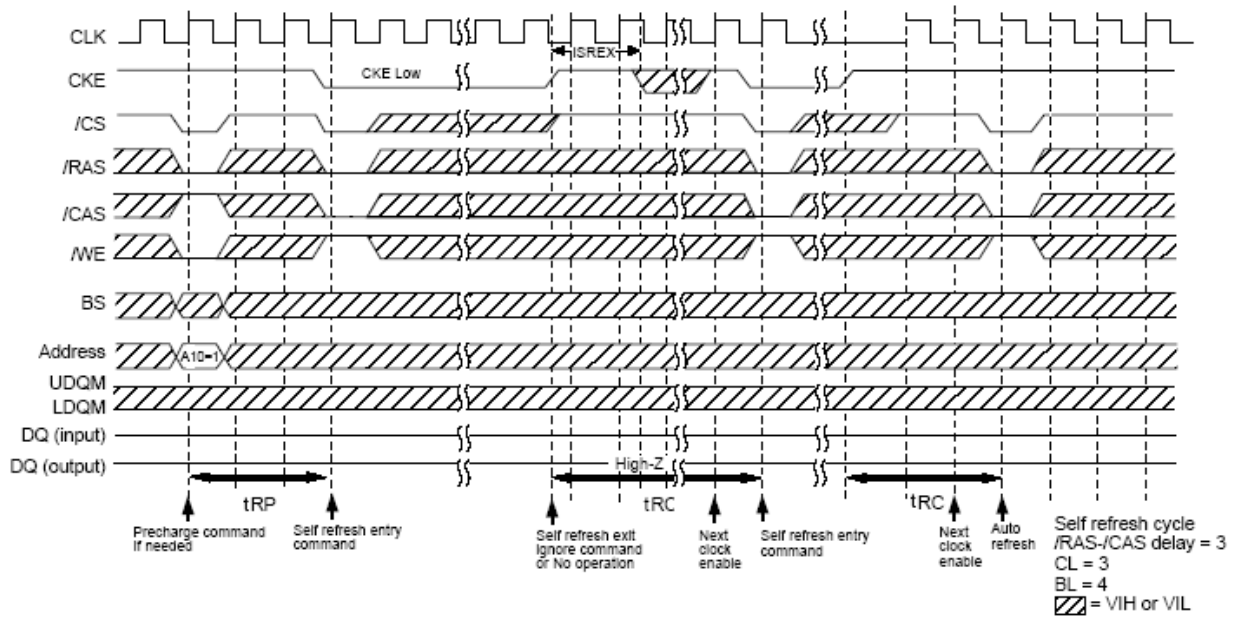 CLK
ISREX
CKE
CKE Low
/CS
/RAS
/CAS
/WE
BS
Address
A10=1
UDQM
LDQM
DQ (input)
DQ (output)
High-Z
tRP
tRC
tRC
Precharge command
If needed
Self refresh entry
command
Self refresh exit
Ignore command
or No operation
Next
clock
enable
Self refresh entry
command
Next
clock
enable
Auto
refresh
Self refresh cycle
/RAS-/CAS delay = 3
CL = 3
BL = 4
= VIH or VIL